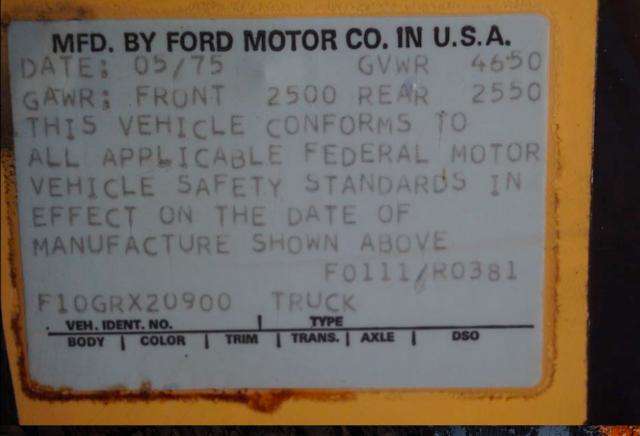 MFD. BY FORD MOTOR CO. IN U.S.A.
DATE: 05/75 GVWR 4650
GAWR: FRONT 2500 REAR 2550
THIS VEHICLE CONFORMS TO
ALL APPLICABLE FEDERAL MOTOR
VEHICLE SAFETY STANDARDS IN
EFFECT ON THE DATE OF
MANUFACTURE SHOWN ABOVE
F0111/R0381
F10GRX20900 TRUCK
VEH. IDENT. NO. | TYPE
BODY | COLOR | TRIM | TRANS. | AXLE | DSO